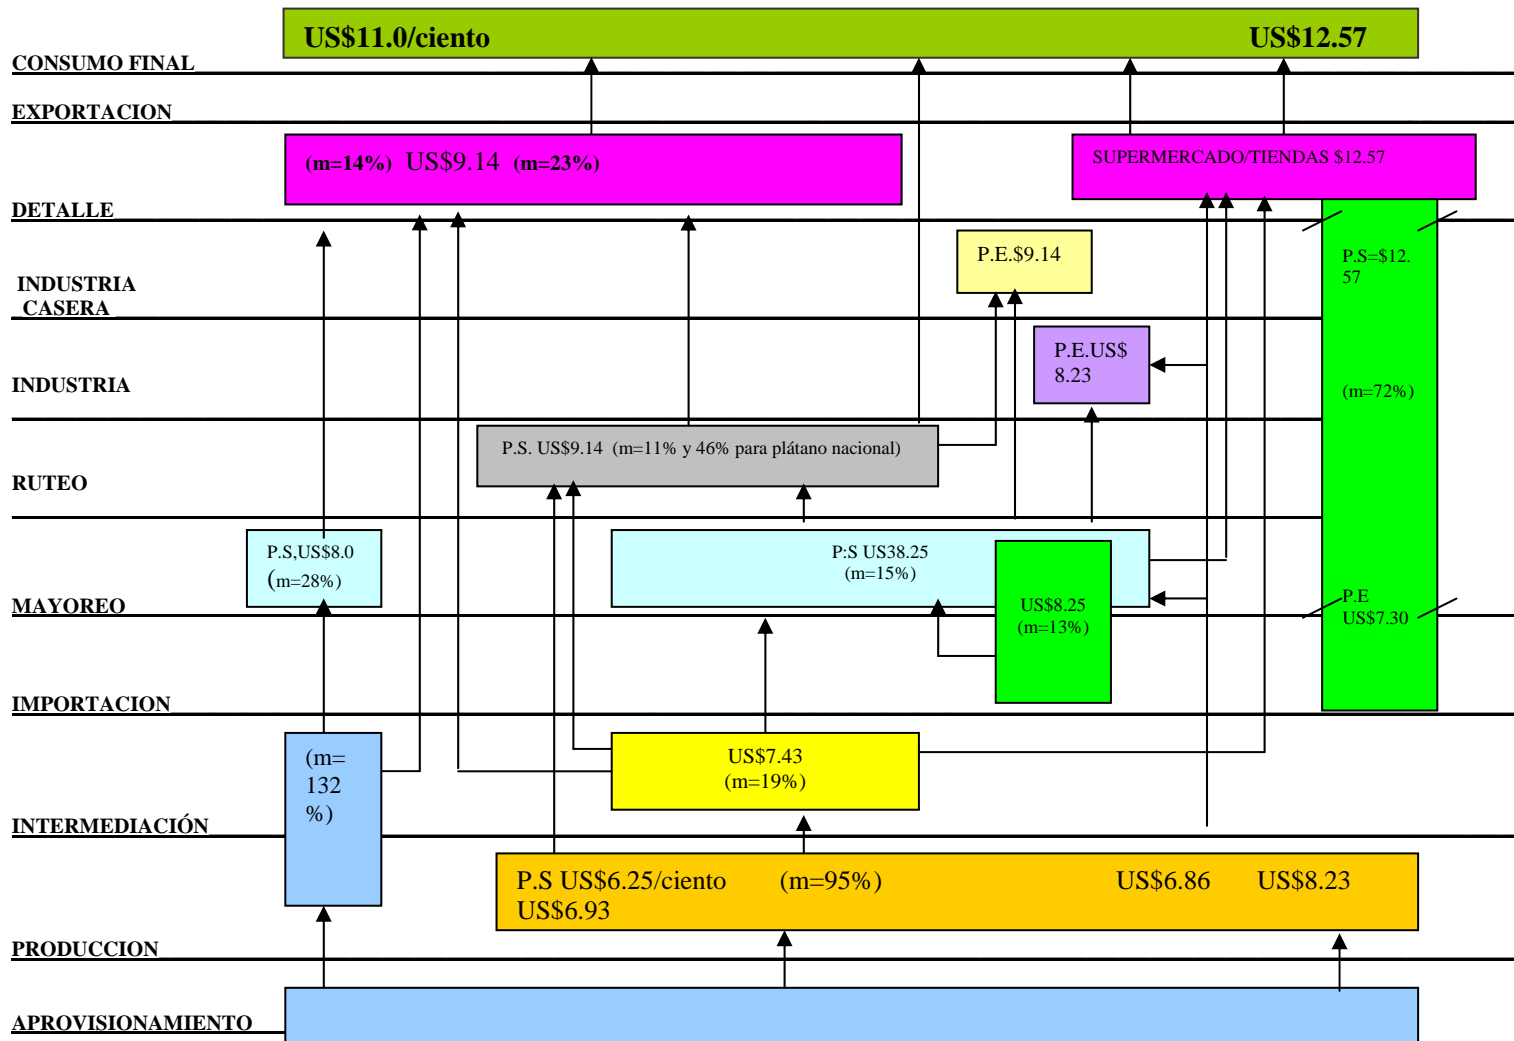 US$11.0/ciento US$12.57
CONSUMO FINAL
EXPORTACION
(m=14%) US$9.14 (m=23%)
SUPERMERCADO/TIENDAS $12.57
DETALLE
P.E.$9.14
P.S=$12.
57
INDUSTRIA
CASERA
P.E.US$
8.23
INDUSTRIA
(m=72%)
P.S. US$9.14 (m=11% y 46% para plátano nacional)
RUTEO
P.S,US$8.0
(m=28%)
P:S US38.25
(m=15%)
US$8.25
(m=13%)
P.E
US$7.30
MAYOREO
IMPORTACION
(m=
132
%)
US$7.43
(m=19%)
INTERMEDIACIÓN
P.S US$6.25/ciento (m=95%) US$6.86 US$8.23
US$6.93
PRODUCCION
APROVISIONAMIENTO